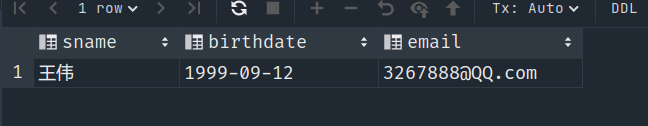 1 row Tx: Auto DDL
sname birthdate email
1 王伟 1999-09-12 3267888@QQ.com